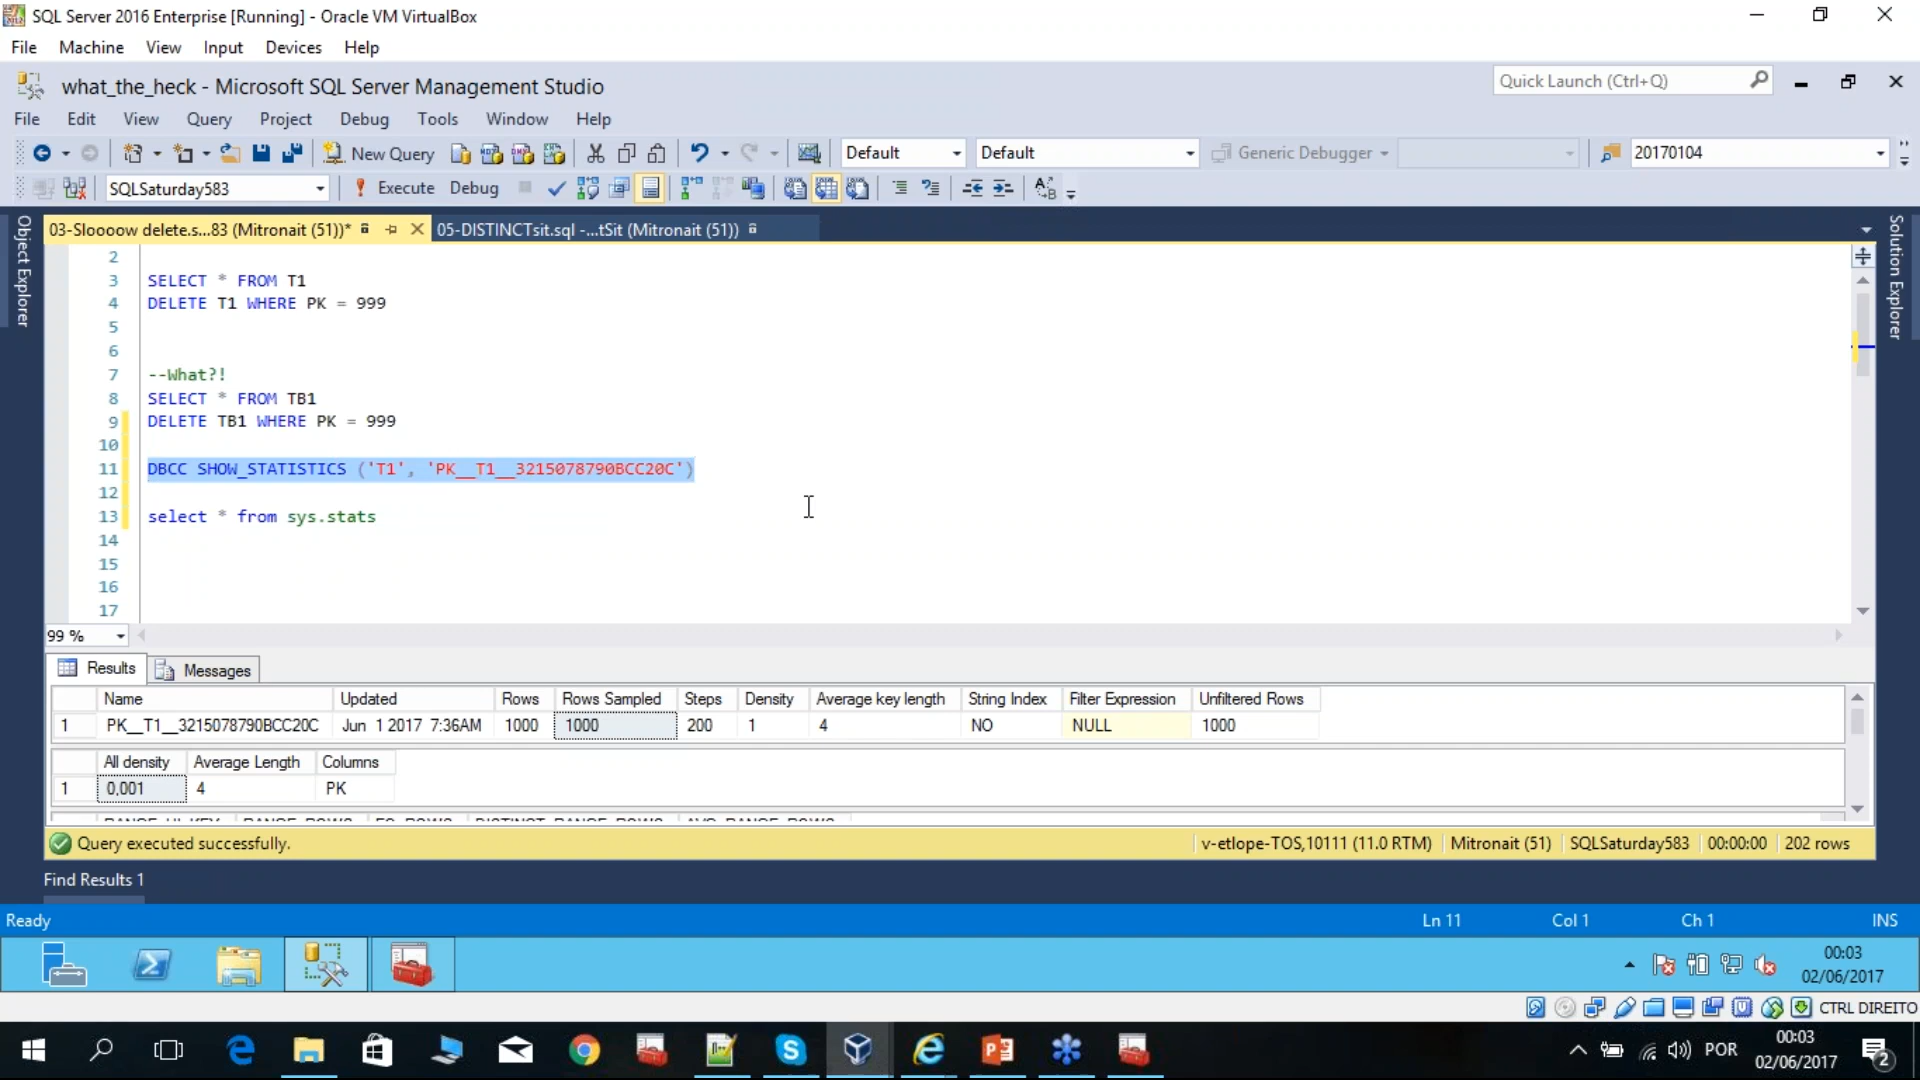 SQL Server 2016 Enterprise [Running] - Oracle VM VirtualBox
File Machine View Input Devices Help
what_the_heck - Microsoft SQL Server Management Studio
Quick Launch (Ctrl+Q)
File Edit View Query Project Debug Tools Window Help
New Query Default Default Generic Debugger 20170104
SQLSaturday583 Execute Debug
Object Explorer
Solution Explorer
03-Sloooow delete.s...83 (Mitronait (51))* 05-DISTINCTsit.sql -...tSit (Mitronait (51))
2
3 SELECT * FROM T1
4 DELETE T1 WHERE PK = 999
5
6
7 --What?!
8 SELECT * FROM TB1
9 DELETE TB1 WHERE PK = 999
10
11 DBCC SHOW_STATISTICS ('T1', 'PK__T1__3215078790BCC20C')
12
13 select * from sys.stats
14
15
16
17
99 %
Results Messages
Name Updated Rows Rows Sampled Steps Density Average key length String Index Filter Expression Unfiltered Rows
1 PK__T1__3215078790BCC20C Jun 1 2017 7:36AM 1000 1000 200 1 4 NO NULL 1000
All density Average Length Columns
1 0,001 4 PK
RANGE_HI_KEY RANGE_ROWS EQ_ROWS DISTINCT_RANGE_ROWS AVG_RANGE_ROWS
Query executed successfully. v-etlope-TOS,10111 (11.0 RTM) Mitronait (51) SQLSaturday583 00:00:00 202 rows
Find Results 1
Ready Ln 11 Col 1 Ch 1 INS
00:03
02/06/2017
CTRL DIREITO
POR
00:03
02/06/2017
2